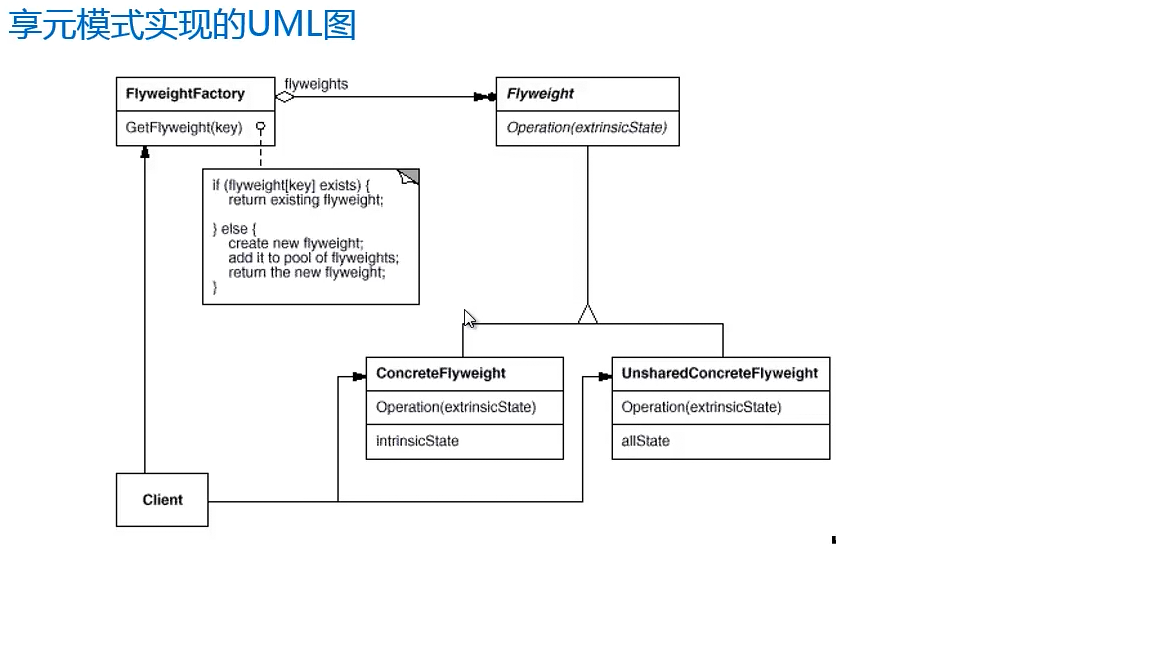 享元模式实现的UML图
flyweights
FlyweightFactory
GetFlyweight(key)
Flyweight
Operation(extrinsicState)
if (flyweight[key] exists) {
return existing flyweight;
} else {
create new flyweight;
add it to pool of flyweights;
return the new flyweight;
}
ConcreteFlyweight
Operation(extrinsicState)
intrinsicState
UnsharedConcreteFlyweight
Operation(extrinsicState)
allState
Client